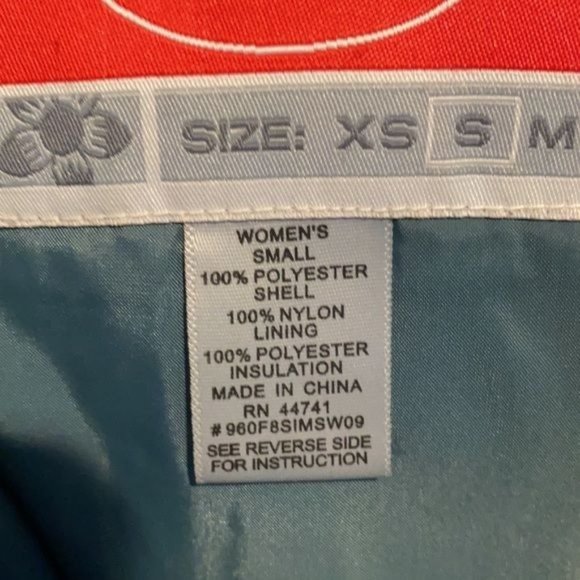 SIZE: XS S M
WOMEN'S
SMALL
100% POLYESTER
SHELL
100% NYLON
LINING
100% POLYESTER
INSULATION
MADE IN CHINA
RN 44741
# 960F8SIMSW09
SEE REVERSE SIDE
FOR INSTRUCTION